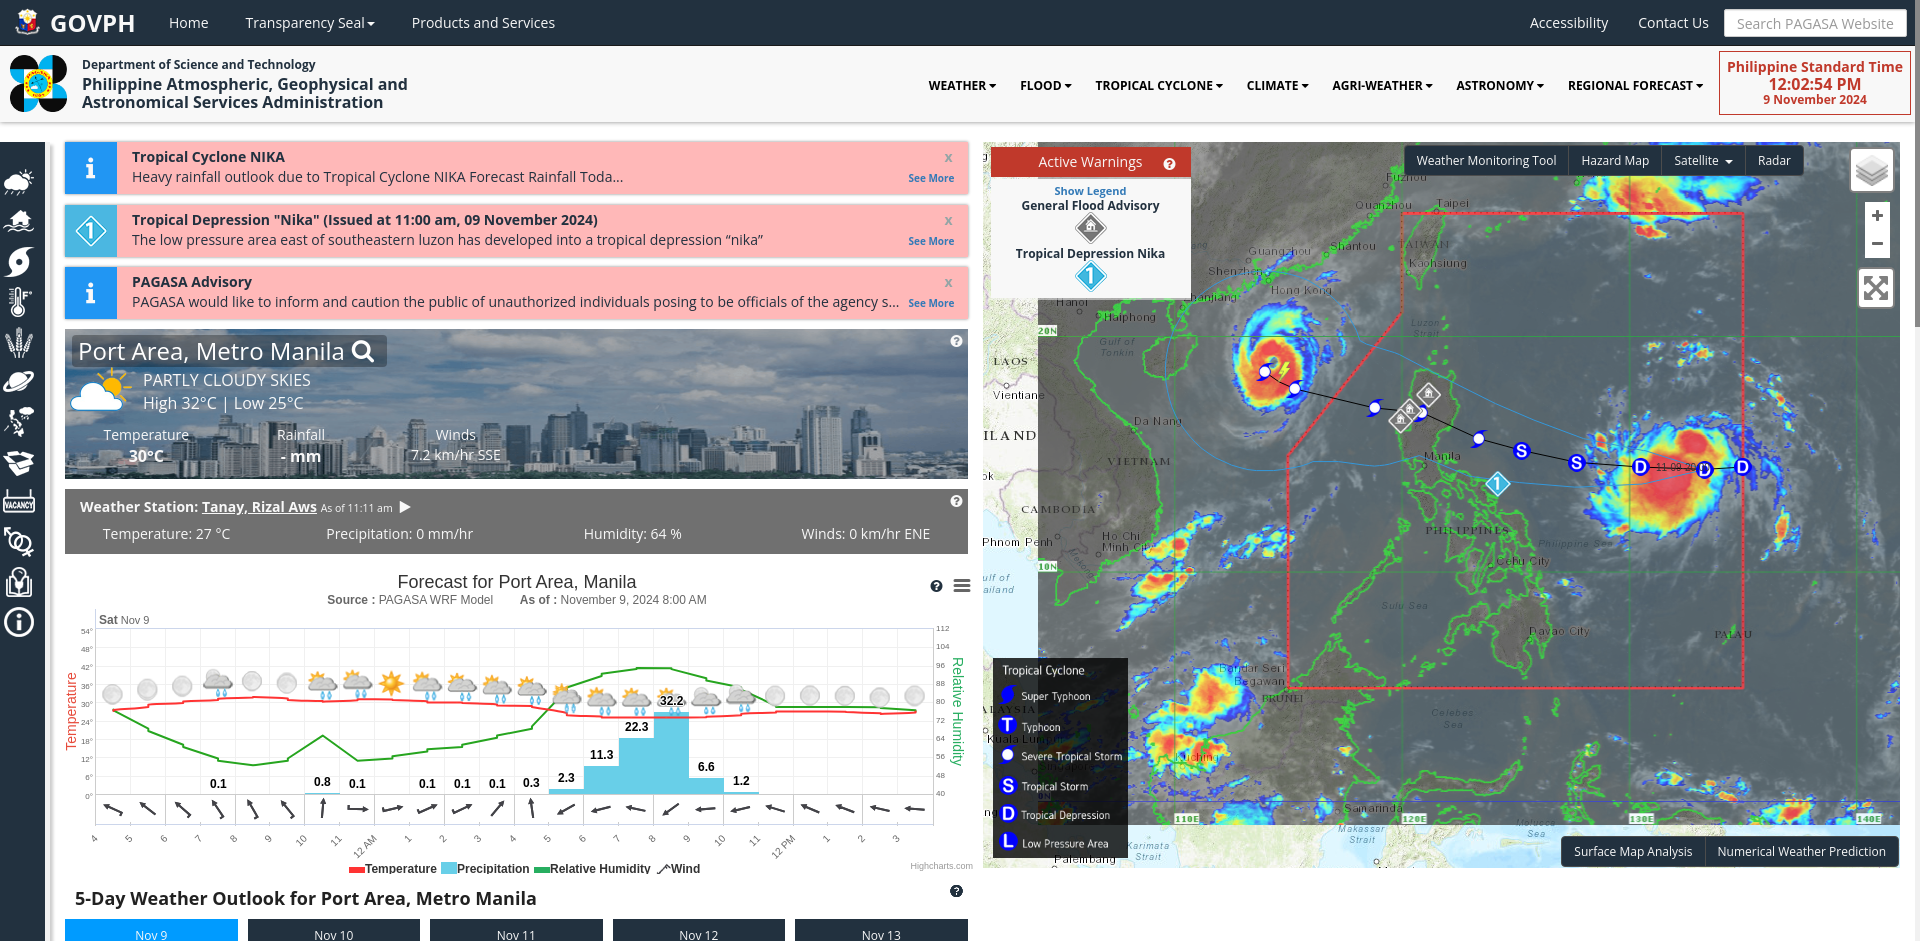 GOVPH
Home
Transparency Seal
Products and Services
Accessibility
Contact Us
Search PAGASA Website
Department of Science and Technology
Philippine Atmospheric, Geophysical and
Astronomical Services Administration
WEATHER
FLOOD
TROPICAL CYCLONE
CLIMATE
AGRI-WEATHER
ASTRONOMY
REGIONAL FORECAST
Philippine Standard Time
12:02:54 PM
9 November 2024
Tropical Cyclone NIKA
x
Heavy rainfall outlook due to Tropical Cyclone NIKA Forecast Rainfall Toda...
See More
1
Tropical Depression "Nika" (Issued at 11:00 am, 09 November 2024)
x
The low pressure area east of southeastern luzon has developed into a tropical depression “nika”
See More
PAGASA Advisory
x
PAGASA would like to inform and caution the public of unauthorized individuals posing to be officials of the agency s...
See More
VACANCY
Port Area, Metro Manila
PARTLY CLOUDY SKIES
High 32°C | Low 25°C
Temperature
30°C
Rainfall
- mm
Winds
7.2 km/hr SSE
Weather Station: Tanay, Rizal Aws As of 11:11 am
Temperature: 27 °C
Precipitation: 0 mm/hr
Humidity: 64 %
Winds: 0 km/hr ENE
Forecast for Port Area, Manila
Source : PAGASA WRF Model As of : November 9, 2024 8:00 AM
Sat Nov 9
Temperature
54°
48°
42°
36°
30°
24°
18°
12°
6°
0°
112
104
96
88
80
72
64
56
48
40
Relative Humidity
0.1
0.8
0.1
0.1
0.1
0.1
0.3
2.3
11.3
22.3
32.2
6.6
1.2
4 5 6 7 8 9 10 11 12 AM 1 2 3 4 5 6 7 8 9 10 11 12 PM 1 2 3
Temperature Precipitation Relative Humidity Wind
Highcharts.com
5-Day Weather Outlook for Port Area, Metro Manila
Nov 9
Nov 10
Nov 11
Nov 12
Nov 13
Active Warnings
Show Legend
General Flood Advisory
Tropical Depression Nika
1
Weather Monitoring Tool
Hazard Map
Satellite
Radar
+
−
Fuzhou
Quanzhou
Taipei
Guangzhou
Shantou
TAIWAN
Kaohsiung
Shenzhen
Hong Kong
Zhanjiang
Hanoi
Haiphong
Gulf of
Tonkin
Luzon
Strait
20N
LAOS
Vientiane
Da Nang
ILAND
VIETNAM
Manila
CAMBODIA
Ho Chi
Minh City
Phnom Penh
1
S
S
D
D
PHILIPPINES
Philippine Sea
Cebu City
10N
ulf of
ailand
Sulu Sea
Davao City
PALAU
Bandar Seri
Begawan
BRUNEI
Celebes
Sea
Kuching
Samarinda
Makassar
Strait
Molucca
Sea
Karimata
Strait
Palembang
110E
120E
130E
140E
Tropical Cyclone
Super Typhoon
T Typhoon
Severe Tropical Storm
S Tropical Storm
D Tropical Depression
L Low Pressure Area
Surface Map Analysis
Numerical Weather Prediction